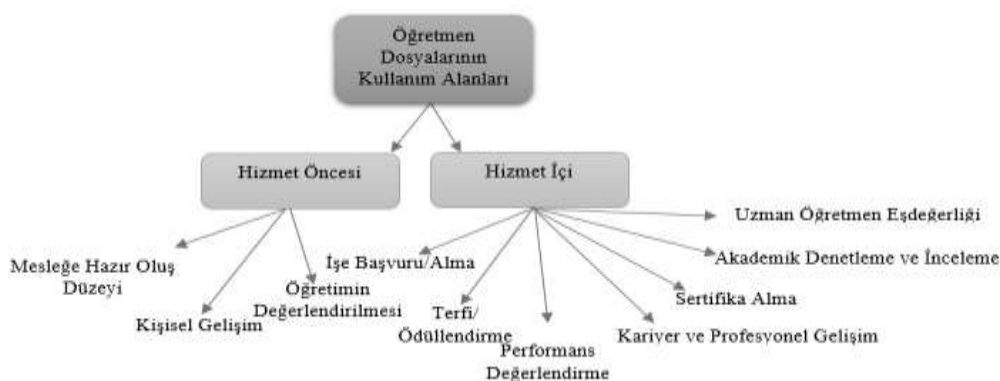 Öğretmen
Dosyalarının
Kullanım Alanları
Hizmet Öncesi
Hizmet İçi
Mesleğe Hazır Oluş
Düzeyi
Kişisel Gelişim
Öğretimin
Değerlendirilmesi
İşe Başvuru/Alma
Terfi/
Ödüllendirme
Performans
Değerlendirme
Kariyer ve Profesyonel Gelişim
Sertifika Alma
Akademik Denetleme ve İnceleme
Uzman Öğretmen Eşdeğerliği